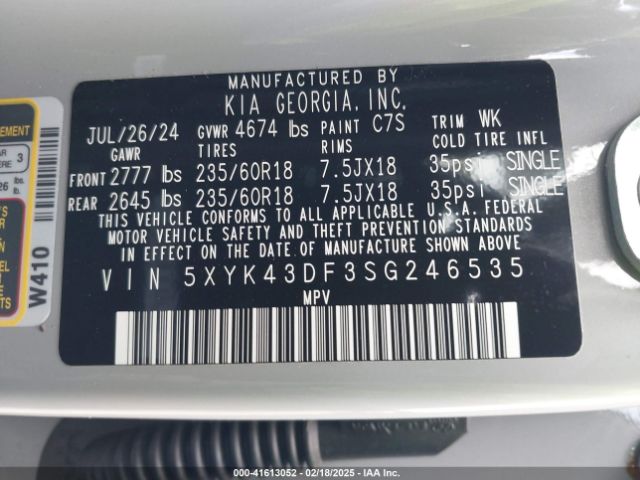 MANUFACTURED BY
KIA GEORGIA, INC.
JUL/26/24 GVWR 4674 lbs PAINT C7S TRIM WK
GAWR TIRES RIMS COLD TIRE INFL
FRONT 2777 lbs 235/60R18 7.5JX18 35psi SINGLE
REAR 2645 lbs 235/60R18 7.5JX18 35psi SINGLE
THIS VEHICLE CONFORMS TO ALL APPLICABLE U.S.A. FEDERAL
MOTOR VEHICLE SAFETY AND THEFT PREVENTION STANDARDS
IN EFFECT ON THE DATE OF MANUFACTURE SHOWN ABOVE.
VIN 5XYK43DF3SG246535
MPV
EMENT
3
W410
000-41613052 - 02/18/2025 - IAA Inc.